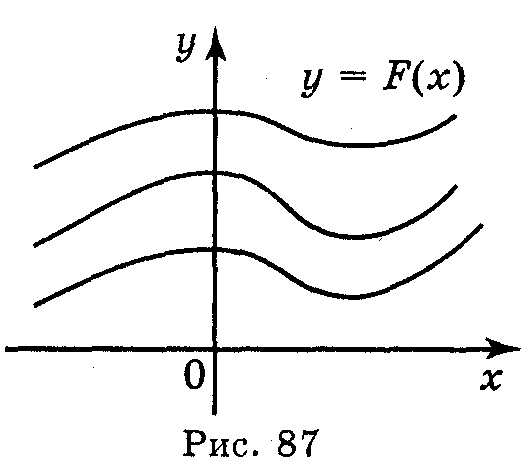 y
y = F(x)
0
x
Рис. 87